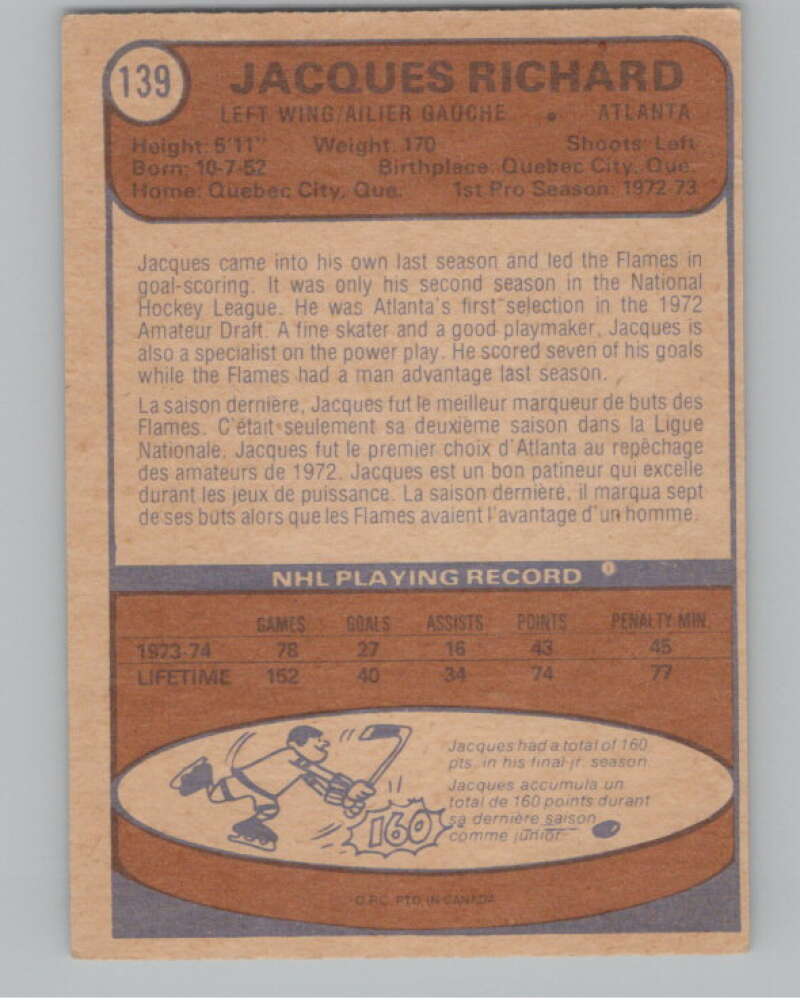 139
JACQUES RICHARD
LEFT WING/AILIER GAUCHE • ATLANTA
Height: 5'11" Weight: 170 Shoots: Left
Born: 10-7-52 Birthplace: Quebec City, Que.
Home: Quebec City, Que. 1st Pro Season: 1972-73
Jacques came into his own last season and led the Flames in
goal-scoring. It was only his second season in the National
Hockey League. He was Atlanta's first selection in the 1972
Amateur Draft. A fine skater and a good playmaker, Jacques is
also a specialist on the power play. He scored seven of his goals
while the Flames had a man advantage last season.
La saison dernière, Jacques fut le meilleur marqueur de buts des
Flames. C'était seulement sa deuxième saison dans la Ligue
Nationale. Jacques fut le premier choix d'Atlanta au repêchage
des amateurs de 1972. Jacques est un bon patineur qui excelle
durant les jeux de puissance. La saison dernière, il marqua sept
de ses buts alors que les Flames avaient l'avantage d'un homme.
NHL PLAYING RECORD
GAMES GOALS ASSISTS POINTS PENALTY MIN.
1973-74 78 27 16 43 45
LIFETIME 152 40 34 74 77
Jacques had a total of 160
pts. in his final jr. season.
Jacques accumula un
total de 160 points durant
sa dernière saison
comme junior.
160
O.P.C. PTD. IN CANADA